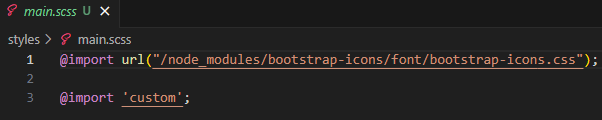 main.scss U ×
styles > main.scss
1 @import url("/node_modules/bootstrap-icons/font/bootstrap-icons.css");
2
3 @import 'custom';